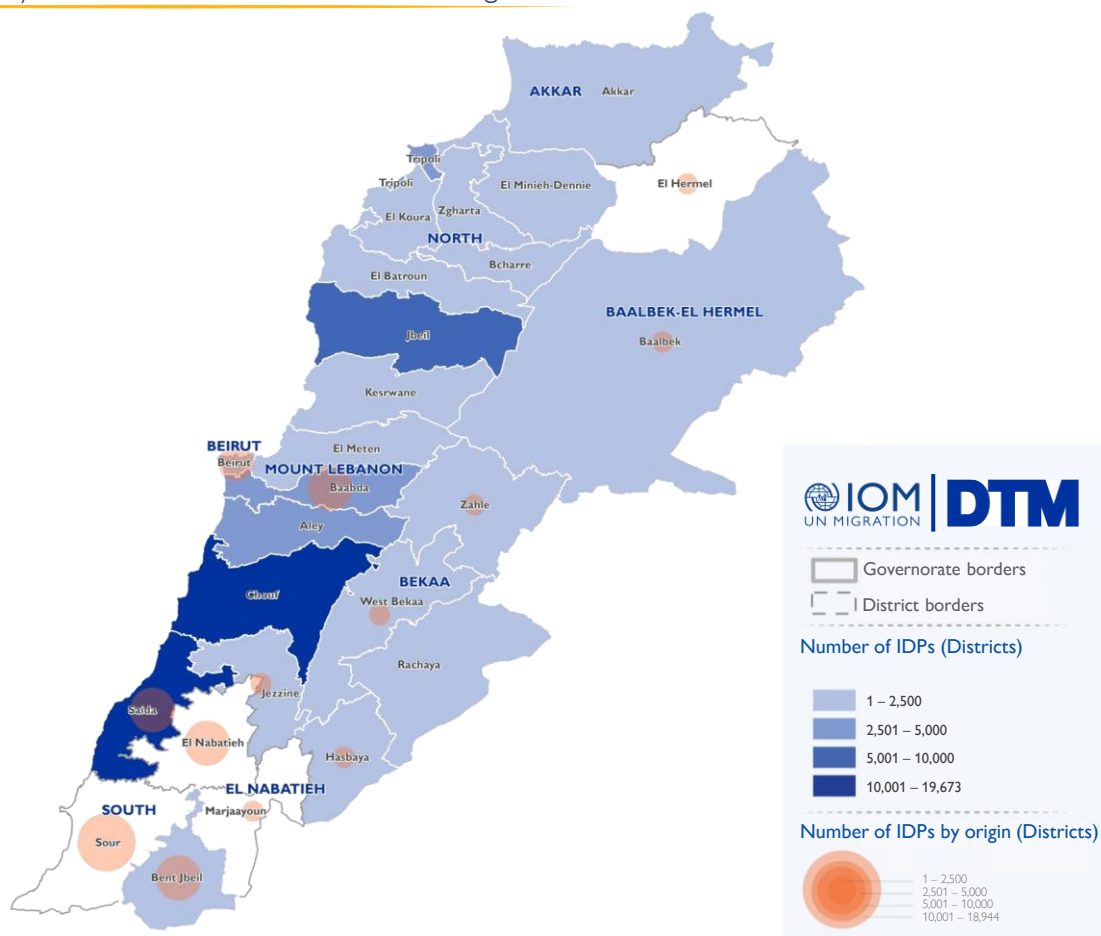 AKKAR
Akkar
Tripoli
Tripoli
El Minieh-Dennie
El Hermel
El Koura
Zgharta
NORTH
Bcharre
El Batroun
BAALBEK-EL HERMEL
Jbeil
Baalbek
Kesrwane
BEIRUT
El Meten
Beirut
MOUNT LEBANON
Baabda
Zahle
Aley
BEKAA
Chouf
West Bekaa
Rachaya
Jezzine
Saida
El Nabatieh
Hasbaya
EL NABATIEH
SOUTH
Marjaayoun
Sour
Bent Jbeil
IOM
UN MIGRATION
DTM
Governorate borders
District borders
Number of IDPs (Districts)
1 – 2,500
2,501 – 5,000
5,001 – 10,000
10,001 – 19,673
Number of IDPs by origin (Districts)
1 – 2,500
2,501 – 5,000
5,001 – 10,000
10,001 – 18,944